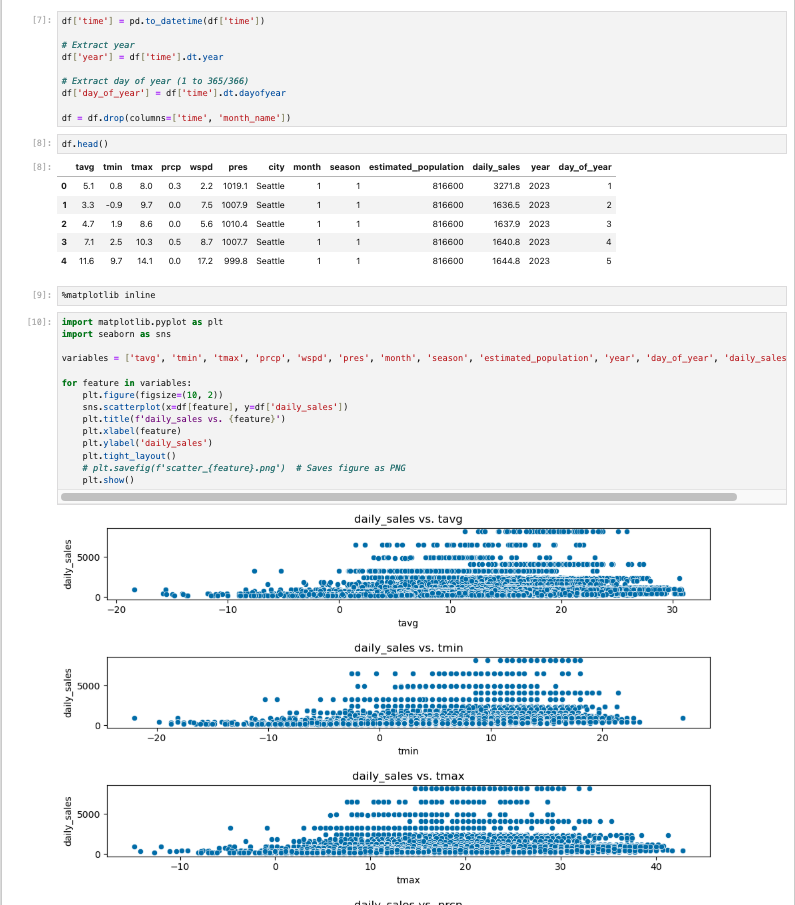 [7]: df['time'] = pd.to_datetime(df['time'])
# Extract year
df['year'] = df['time'].dt.year
# Extract day of year (1 to 365/366)
df['day_of_year'] = df['time'].dt.dayofyear
df = df.drop(columns=['time', 'month_name'])
[8]: df.head()
[8]: tavg tmin tmax prcp wspd pres city month season estimated_population daily_sales year day_of_year
0 5.1 0.8 8.0 0.3 2.2 1019.1 Seattle 1 1 816600 3271.8 2023 1
1 3.3 -0.9 9.7 0.0 7.5 1007.9 Seattle 1 1 816600 1636.5 2023 2
2 4.7 1.9 8.6 0.0 5.6 1010.4 Seattle 1 1 816600 1637.9 2023 3
3 7.1 2.5 10.3 0.5 8.7 1007.7 Seattle 1 1 816600 1640.8 2023 4
4 11.6 9.7 14.1 0.0 17.2 999.8 Seattle 1 1 816600 1644.8 2023 5
[9]: %matplotlib inline
[10]: import matplotlib.pyplot as plt
import seaborn as sns
variables = ['tavg', 'tmin', 'tmax', 'prcp', 'wspd', 'pres', 'month', 'season', 'estimated_population', 'year', 'day_of_year', 'daily_sales
for feature in variables:
plt.figure(figsize=(10, 2))
sns.scatterplot(x=df[feature], y=df['daily_sales'])
plt.title(f'daily_sales vs. {feature}')
plt.xlabel(feature)
plt.ylabel('daily_sales')
plt.tight_layout()
# plt.savefig(f'scatter_{feature}.png')  # Saves figure as PNG
plt.show()
daily_sales vs. tavg
daily_sales
5000
0
−20 −10 0 10 20 30
tavg
daily_sales vs. tmin
daily_sales
5000
0
−20 −10 0 10 20
tmin
daily_sales vs. tmax
daily_sales
5000
0
−10 0 10 20 30 40
tmax
daily_sales vs. prcp